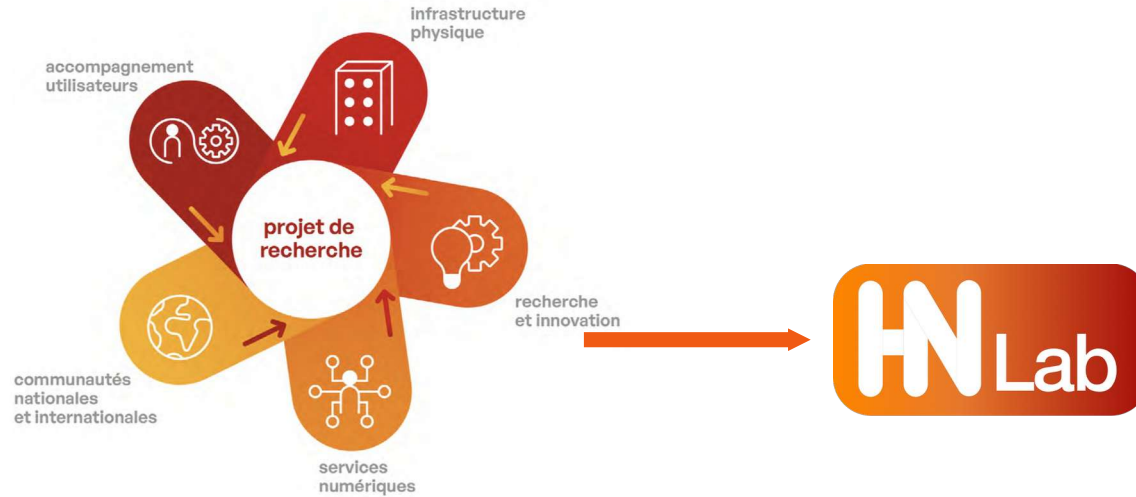 infrastructure
physique
accompagnement
utilisateurs
projet de
recherche
recherche
et innovation
communautés
nationales
et internationales
services
numériques
HN Lab